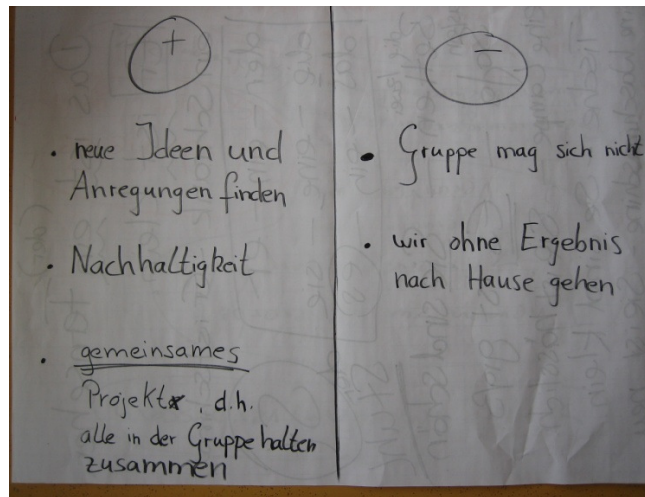 +
• neue Ideen und
Anregungen finden
• Nachhaltigkeit
• gemeinsames
Projekt, d.h.
alle in der Gruppe halten
zusammen
−
• Gruppe mag sich nicht
• wir ohne Ergebnis
nach Hause gehen